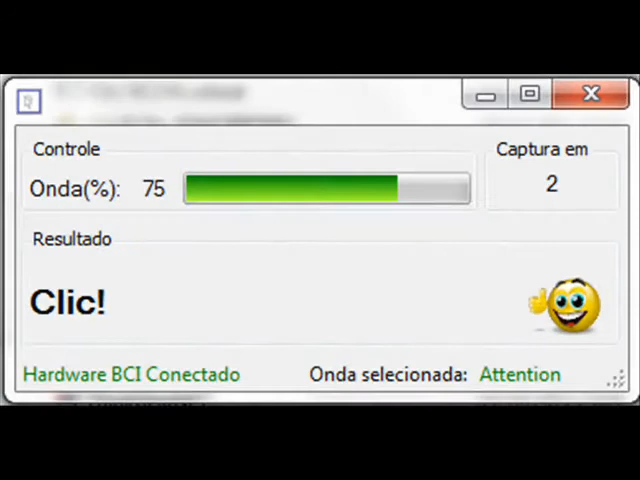 Controle
Captura em
Onda(%): 75
2
Resultado
Clic!
Hardware BCI Conectado
Onda selecionada: Attention